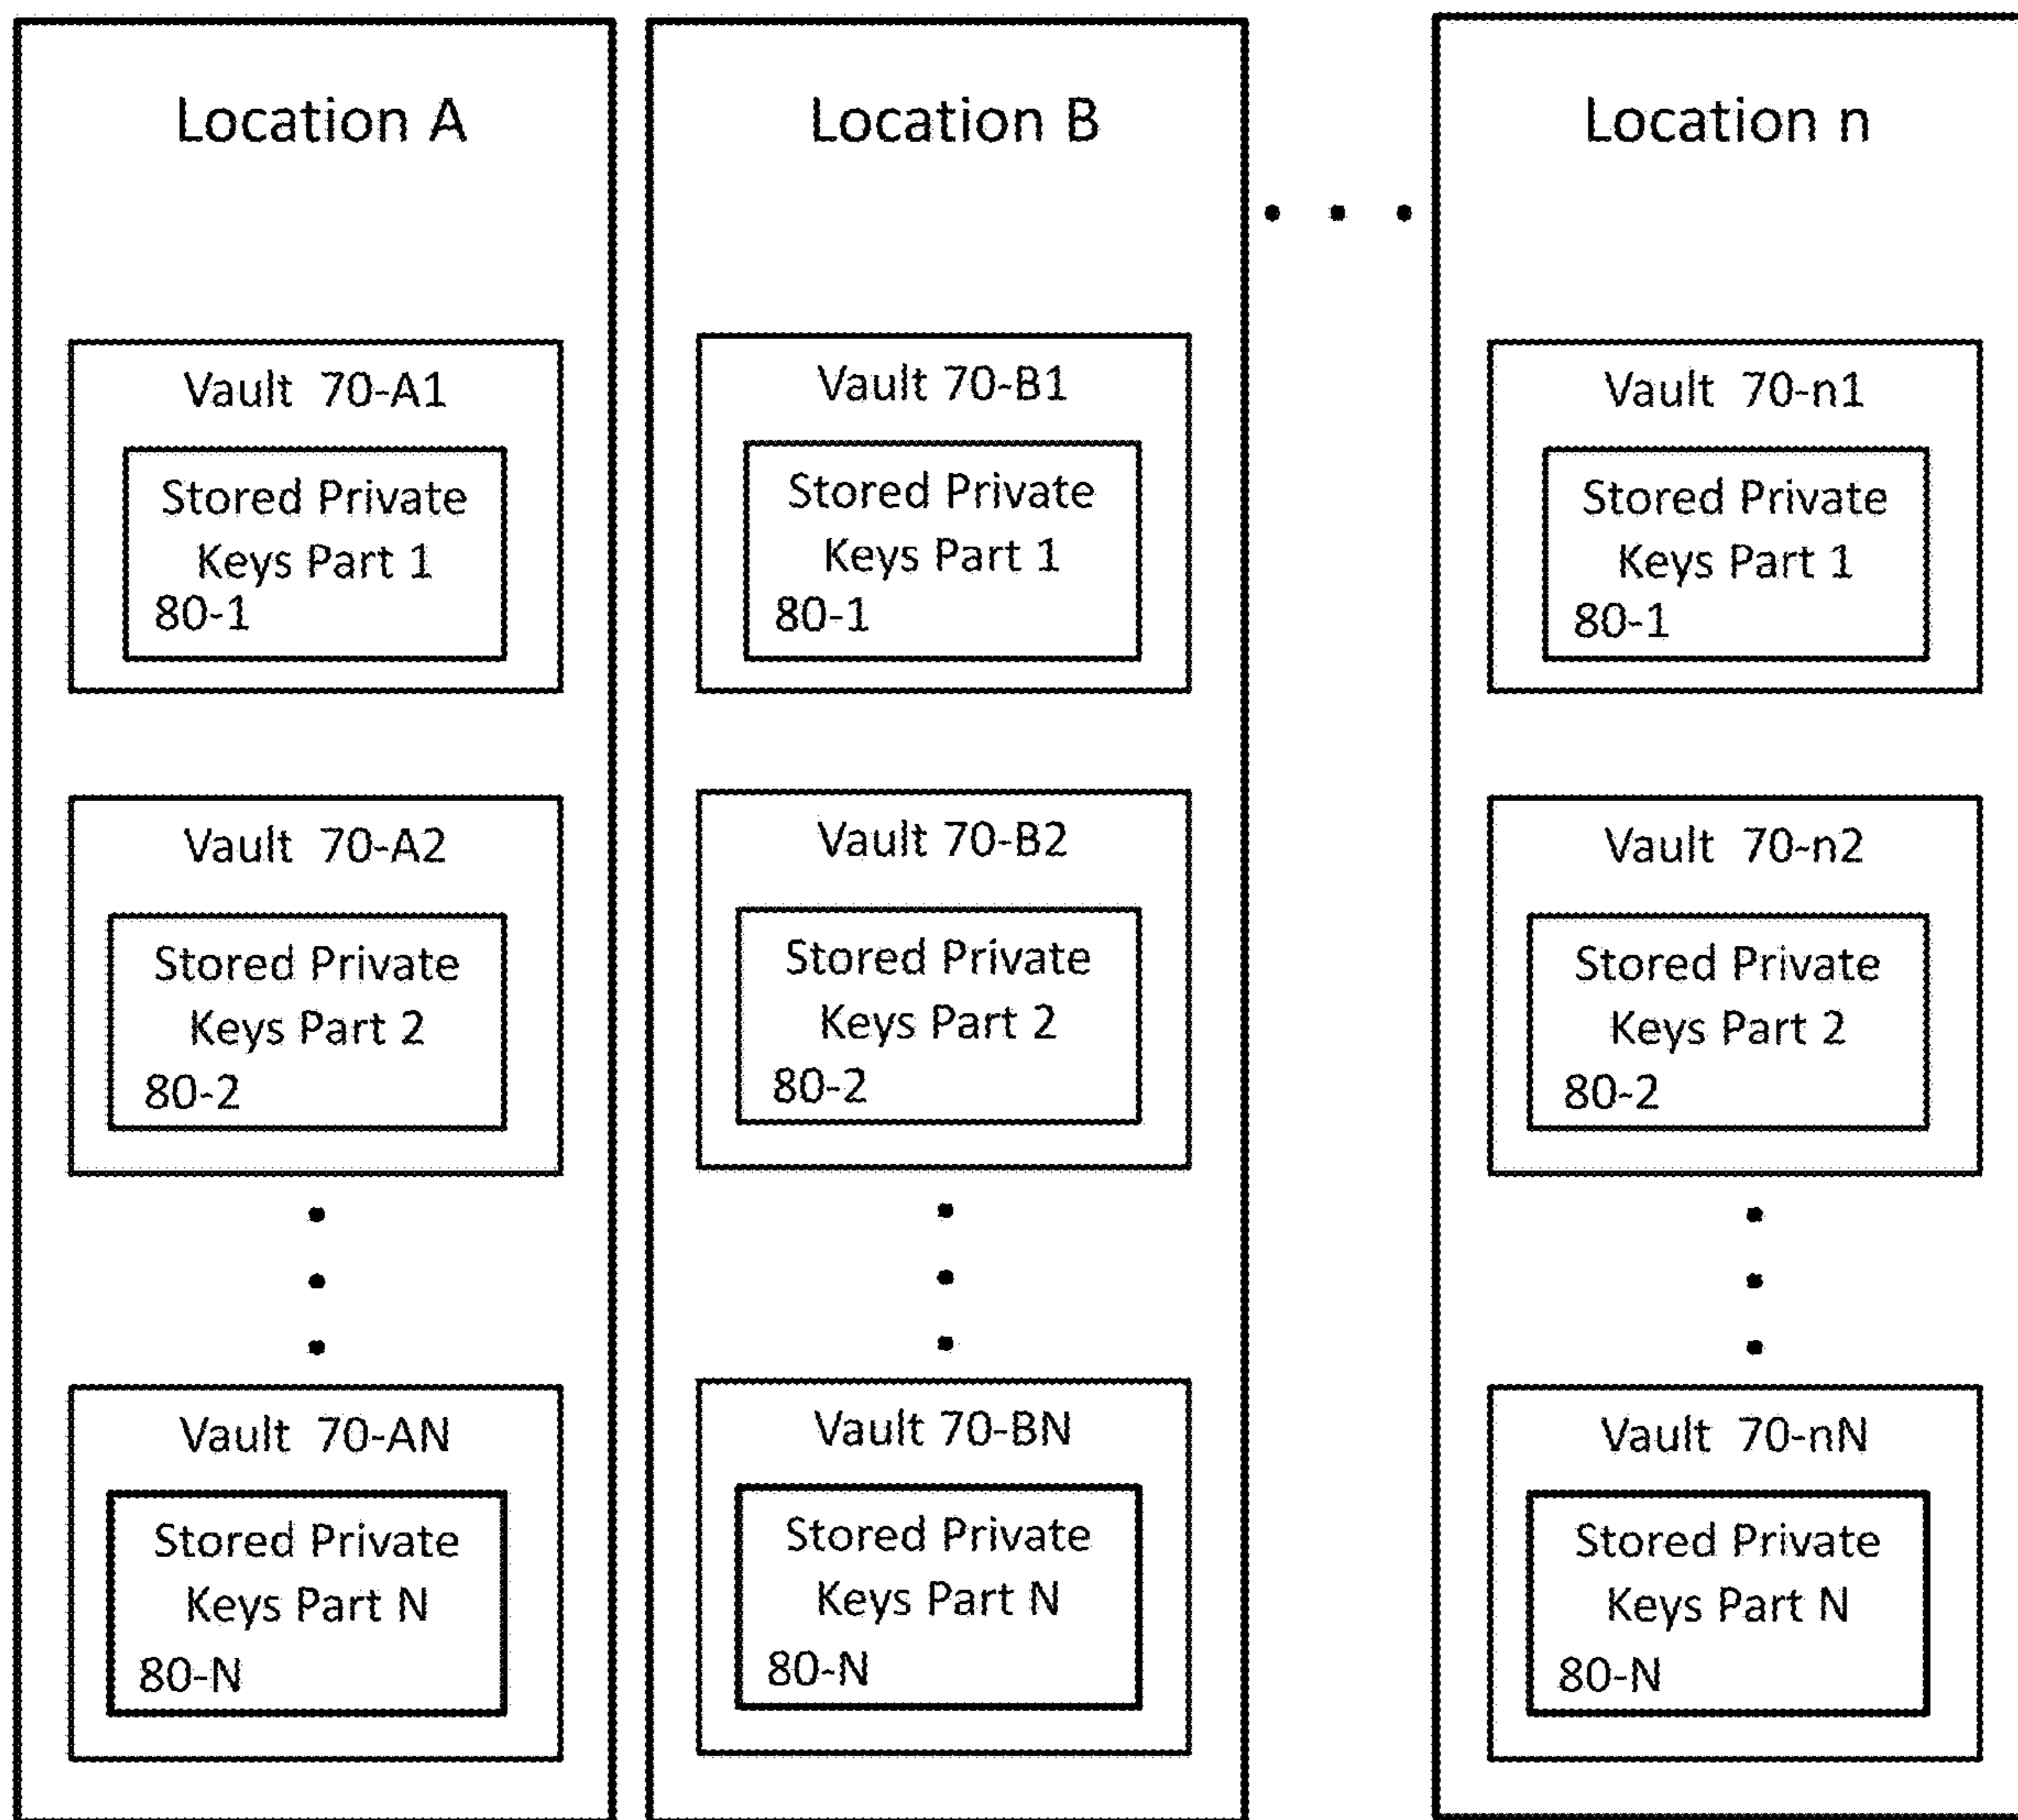 Location A
Vault 70-A1
Stored Private
Keys Part 1
80-1
Vault 70-A2
Stored Private
Keys Part 2
80-2
Vault 70-AN
Stored Private
Keys Part N
80-N
Location B
Vault 70-B1
Stored Private
Keys Part 1
80-1
Vault 70-B2
Stored Private
Keys Part 2
80-2
Vault 70-BN
Stored Private
Keys Part N
80-N
Location n
Vault 70-n1
Stored Private
Keys Part 1
80-1
Vault 70-n2
Stored Private
Keys Part 2
80-2
Vault 70-nN
Stored Private
Keys Part N
80-N